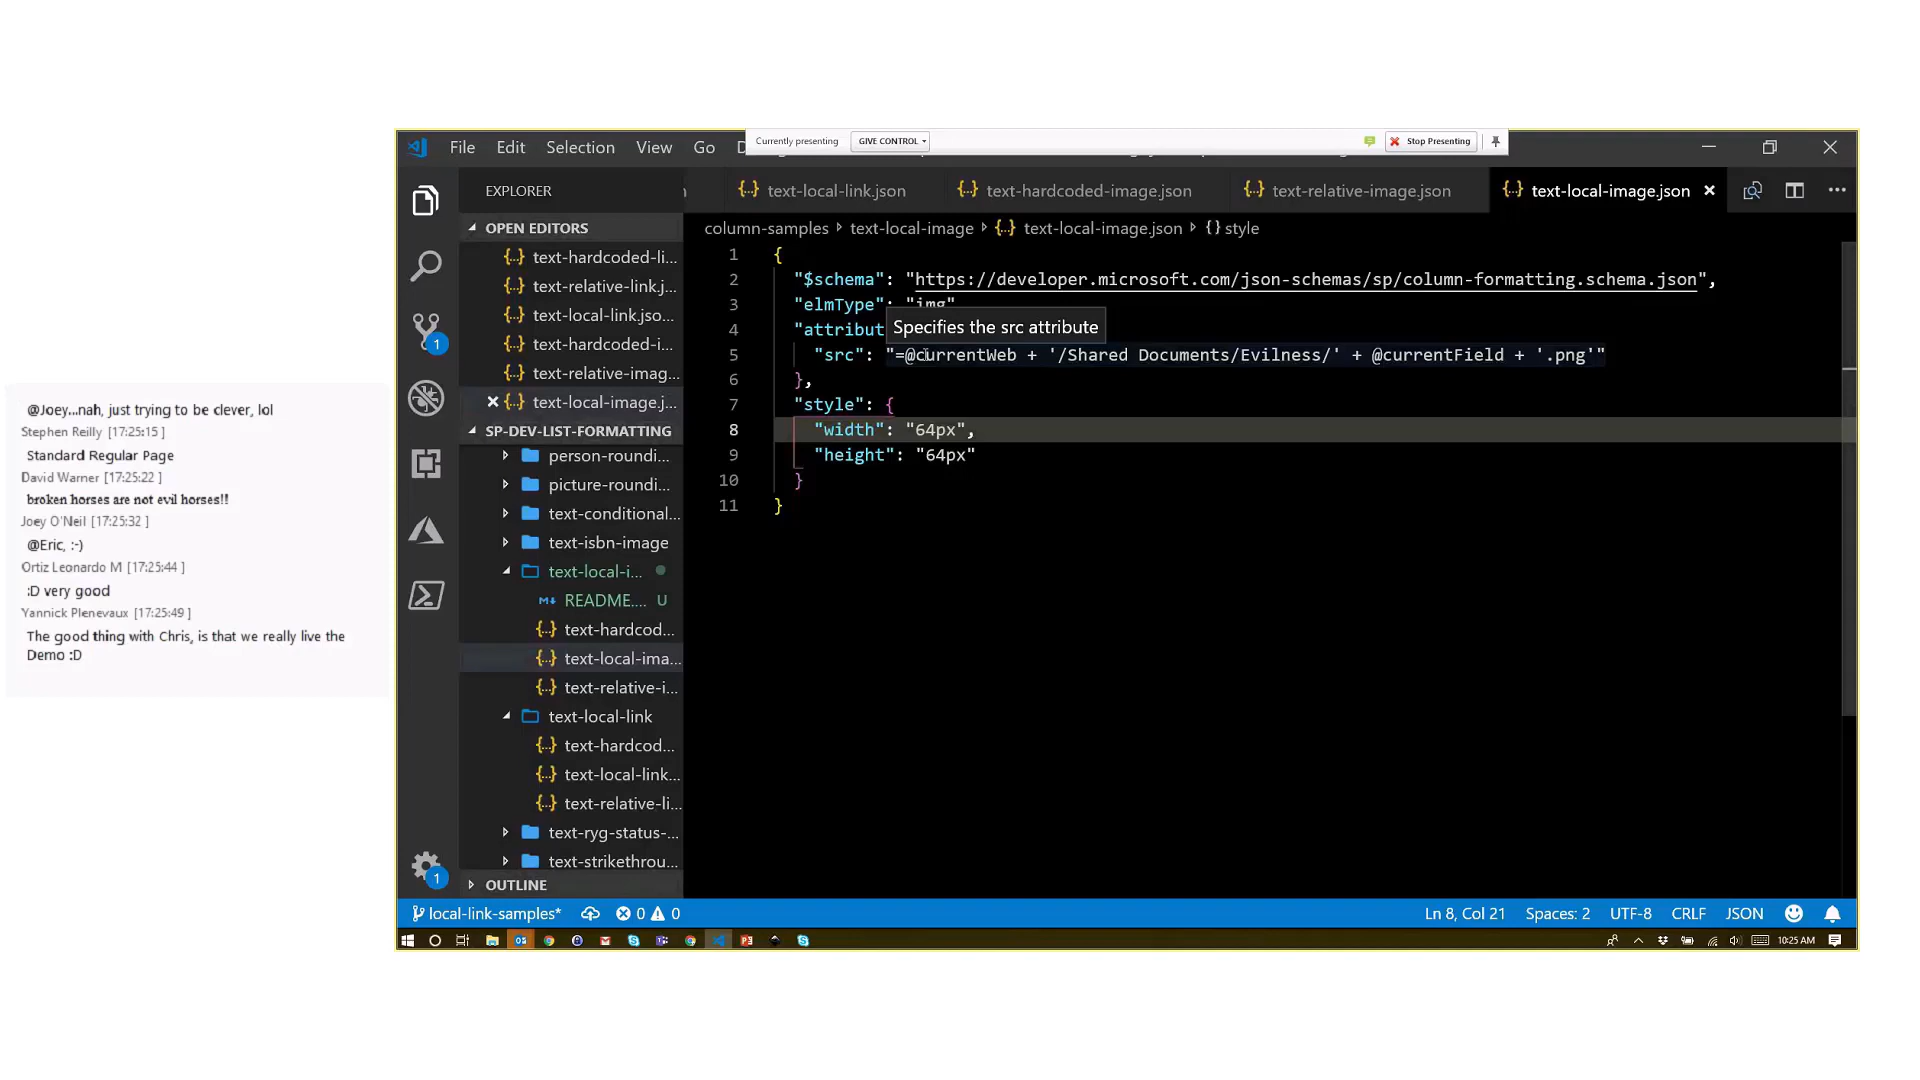 @Joey...nah, just trying to be clever, lol
Stephen Reilly [17:25:15 ]
Standard Regular Page
David Warner [17:25:22 ]
broken horses are not evil horses!!
Joey O'Neil [17:25:32 ]
@Eric, :-)
Ortiz Leonardo M [17:25:44 ]
:D very good
Yannick Plenevaux [17:25:49 ]
The good thing with Chris, is that we really live the
Demo :D
File Edit Selection View Go
Currently presenting GIVE CONTROL Stop Presenting
EXPLORER
OPEN EDITORS
text-hardcoded-li...
text-relative-link.j...
text-local-link.jso...
text-hardcoded-i...
text-relative-imag...
text-local-image.j...
SP-DEV-LIST-FORMATTING
person-roundi...
picture-roundi...
text-conditional...
text-isbn-image
text-local-i...
README.... U
text-hardcod...
text-local-ima...
text-relative-i...
text-local-link
text-hardcod...
text-local-link...
text-relative-li...
text-ryg-status-...
text-strikethrou...
OUTLINE
text-local-link.json text-hardcoded-image.json text-relative-image.json text-local-image.json
column-samples text-local-image {..} text-local-image.json {} style
1 {
2 "$schema": "https://developer.microsoft.com/json-schemas/sp/column-formatting.schema.json",
3 "elmType": "img"
Specifies the src attribute
4 "attribut
5 "src": "=@currentWeb + '/Shared Documents/Evilness/' + @currentField + '.png'"
6 },
7 "style": {
8 "width": "64px",
9 "height": "64px"
10 }
11 }
local-link-samples* 0 0 Ln 8, Col 21 Spaces: 2 UTF-8 CRLF JSON
10:25 AM